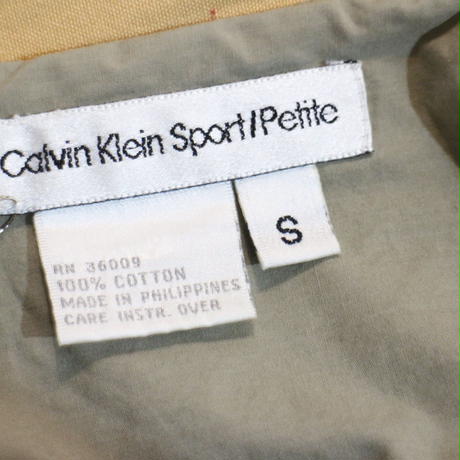 Calvin Klein Sport/Petite
S
RN 36009
100% COTTON
MADE IN PHILIPPINES
CARE INSTR. OVER